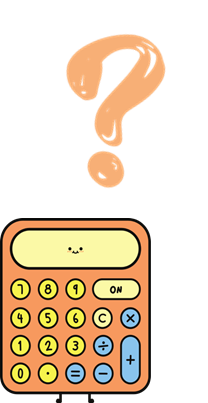 ?
7 8 9 ON
4 5 6 C ×
1 2 3 ÷
0 . = - +